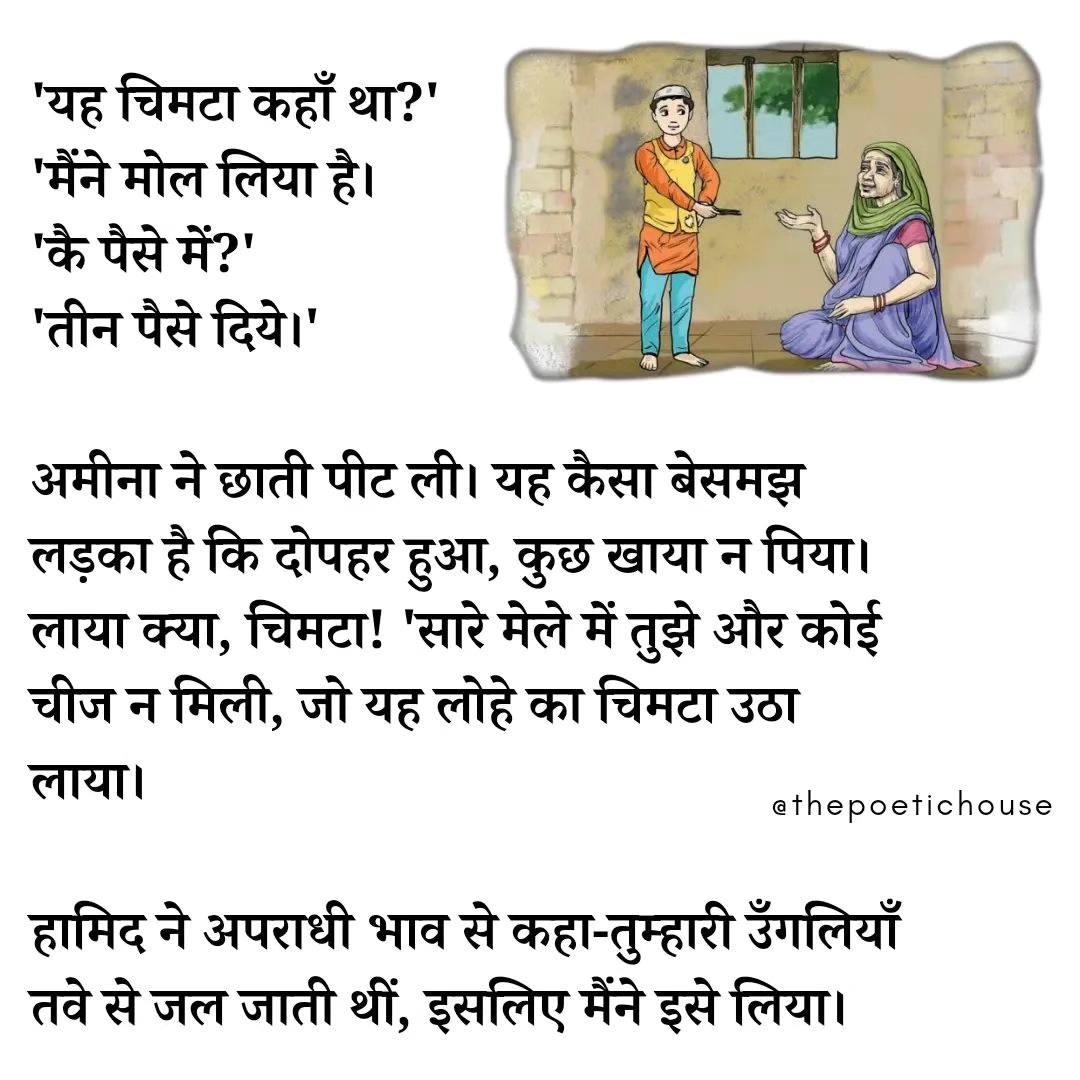 'यह चिमटा कहाँ था?'
'मैंने मोल लिया है।
'कै पैसे में?'
'तीन पैसे दिये।'
अमीना ने छाती पीट ली। यह कैसा बेसमझ
लड़का है कि दोपहर हुआ, कुछ खाया न पिया।
लाया क्या, चिमटा! 'सारे मेले में तुझे और कोई
चीज न मिली, जो यह लोहे का चिमटा उठा
लाया।
@thepoetichouse
हामिद ने अपराधी भाव से कहा-तुम्हारी उँगलियाँ
तवे से जल जाती थीं, इसलिए मैंने इसे लिया।